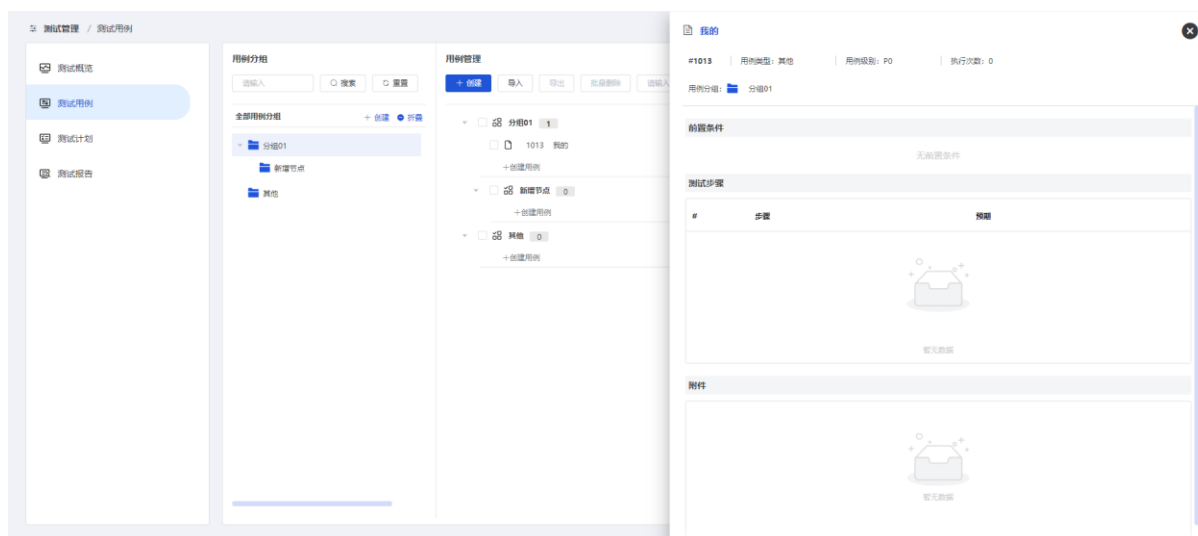 测试管理 / 测试用例
测试概览
测试用例
测试计划
测试报告
用例分组
请输入 搜索 重置
全部用例分组 + 创建 折叠
分组01
新增节点
其他
用例管理
+ 创建 导入 导出 批量删除 请输入
分组01 1
1013 我的
+创建用例
新增节点 0
+创建用例
其他 0
+创建用例
我的
#1013 用例类型: 其他 用例级别: P0 执行次数: 0
用例分组: 分组01
前置条件
无前置条件
测试步骤
# 步骤 预期
暂无数据
附件
暂无数据